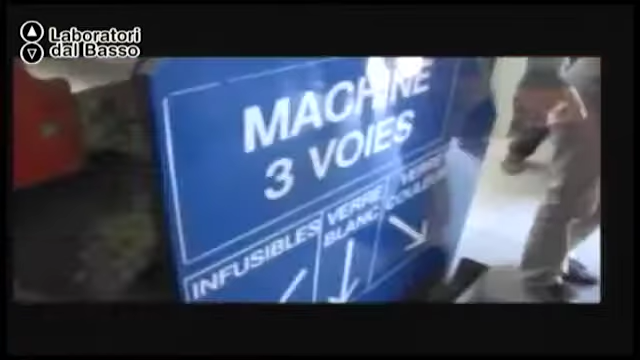 Laboratori
dal Basso
MACHINE
3 VOIES
INFUSIBLES
VERRE
BLANC
VERRE
COULEUR